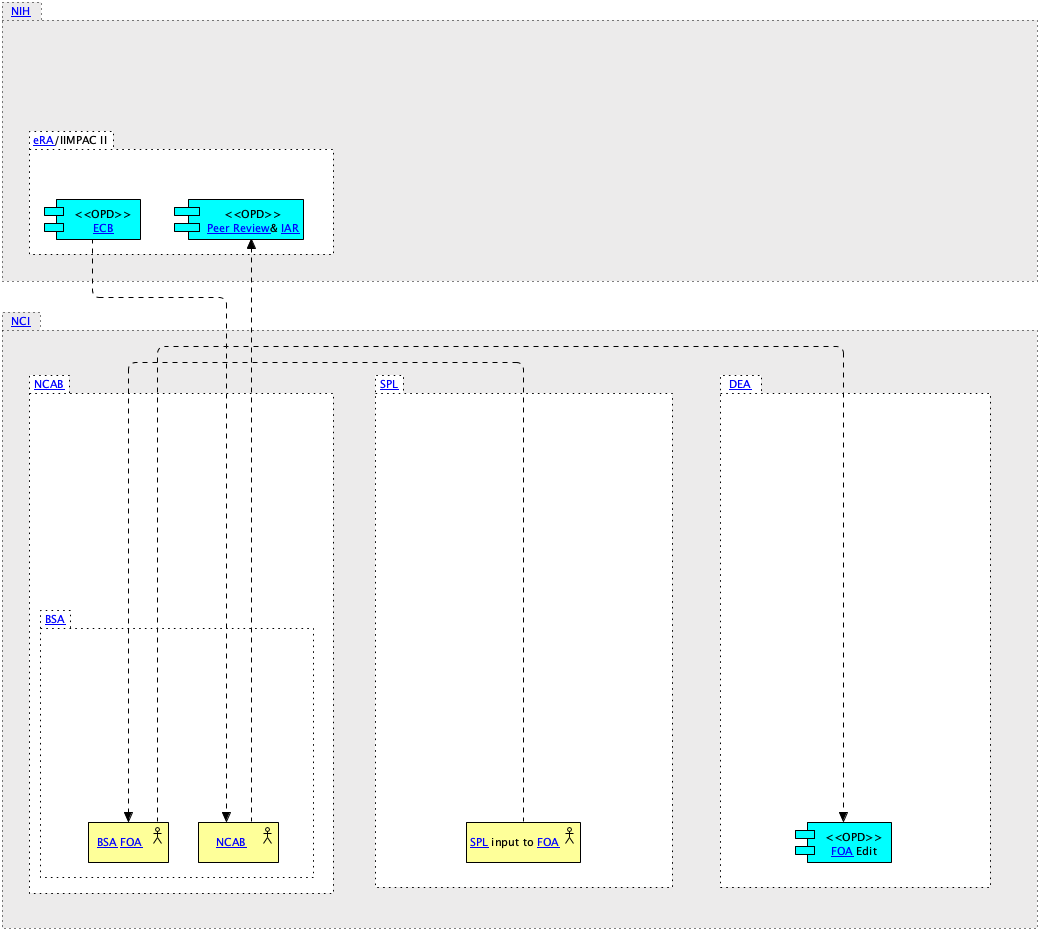 NIH
eRA/IIMPAC II
<<OPD>>
ECB
<<OPD>>
Peer Review& IAR
NCI
NCAB
SPL
DEA
BSA
BSA FOA
NCAB
SPL input to FOA
<<OPD>>
FOA Edit